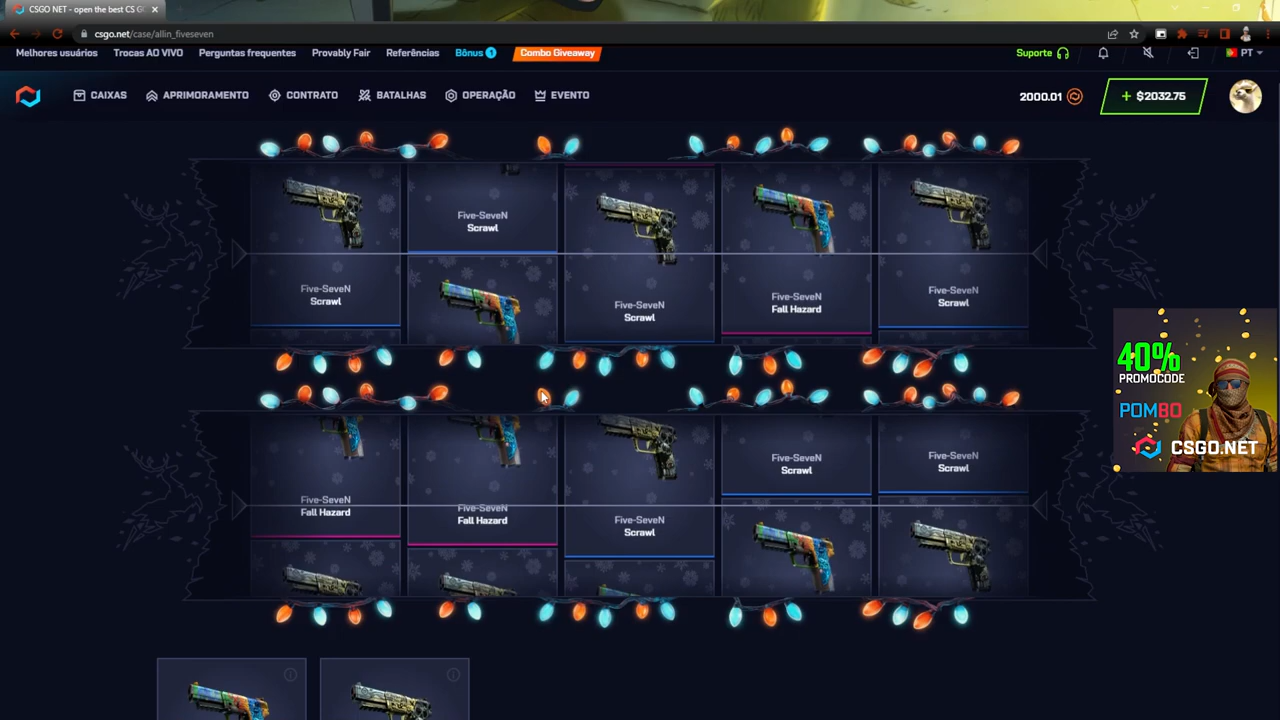 CSGO NET - open the best CS G
csgo.net/case/allin_fiveseven
Melhores usuários Trocas AO VIVO Perguntas frequentes Provably Fair Referências Bônus 1 Combo Giveaway Suporte PT
CAIXAS APRIMORAMENTO CONTRATO BATALHAS OPERAÇÃO EVENTO 2000.01 + $2032.75
Five-SeveN
Scrawl
Five-SeveN
Scrawl
Five-SeveN
Scrawl
Five-SeveN
Fall Hazard
Five-SeveN
Scrawl
40%
PROMOCODE
POMBO
CSGO.NET
Five-SeveN
Fall Hazard
Five-SeveN
Fall Hazard
Five-SeveN
Scrawl
Five-SeveN
Scrawl
Five-SeveN
Scrawl